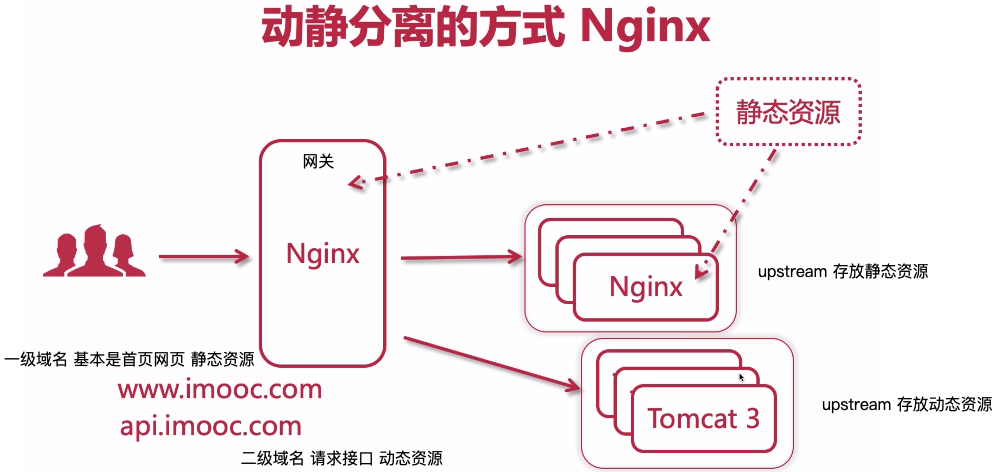 动静分离的方式 Nginx
静态资源
网关
Nginx
Nginx
upstream 存放静态资源
一级域名 基本是首页网页 静态资源
www.imooc.com
api.imooc.com
Tomcat 3
upstream 存放动态资源
二级域名 请求接口 动态资源